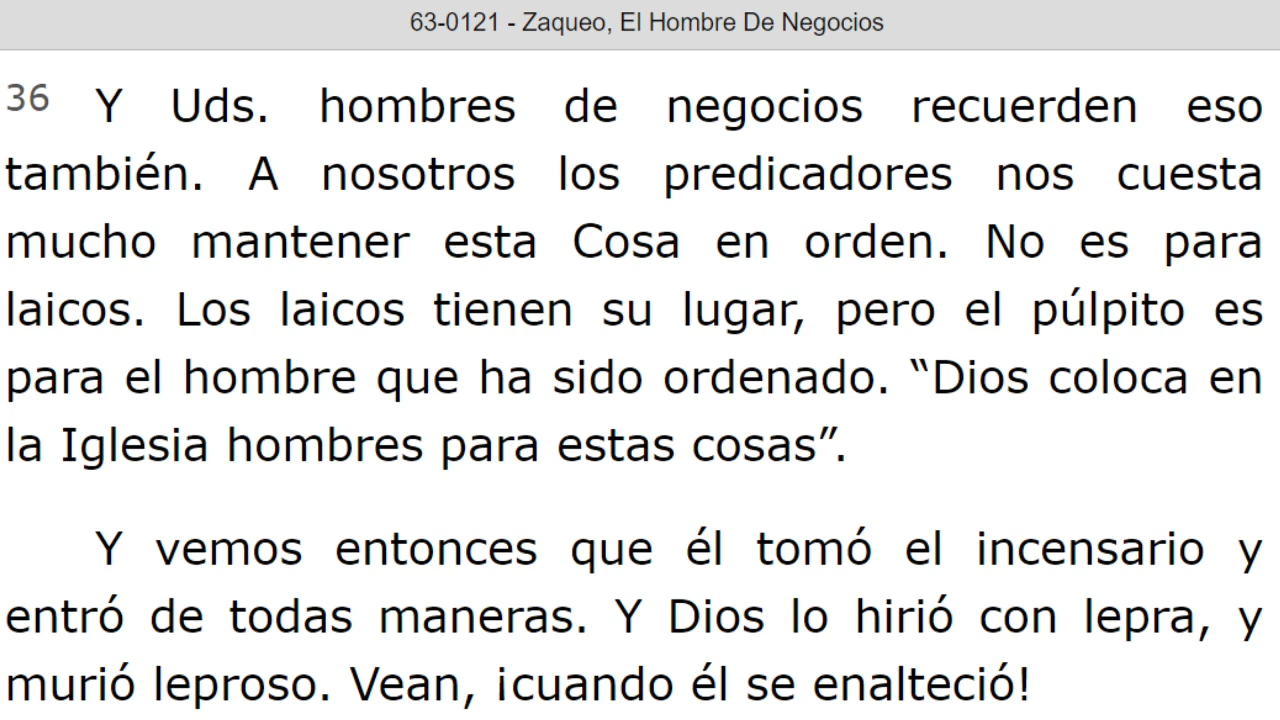 63-0121 - Zaqueo, El Hombre De Negocios
36 Y Uds. hombres de negocios recuerden eso
también. A nosotros los predicadores nos cuesta
mucho mantener esta Cosa en orden. No es para
laicos. Los laicos tienen su lugar, pero el púlpito es
para el hombre que ha sido ordenado. “Dios coloca en
la Iglesia hombres para estas cosas”.
Y vemos entonces que él tomó el incensario y
entró de todas maneras. Y Dios lo hirió con lepra, y
murió leproso. Vean, ¡cuando él se enalteció!